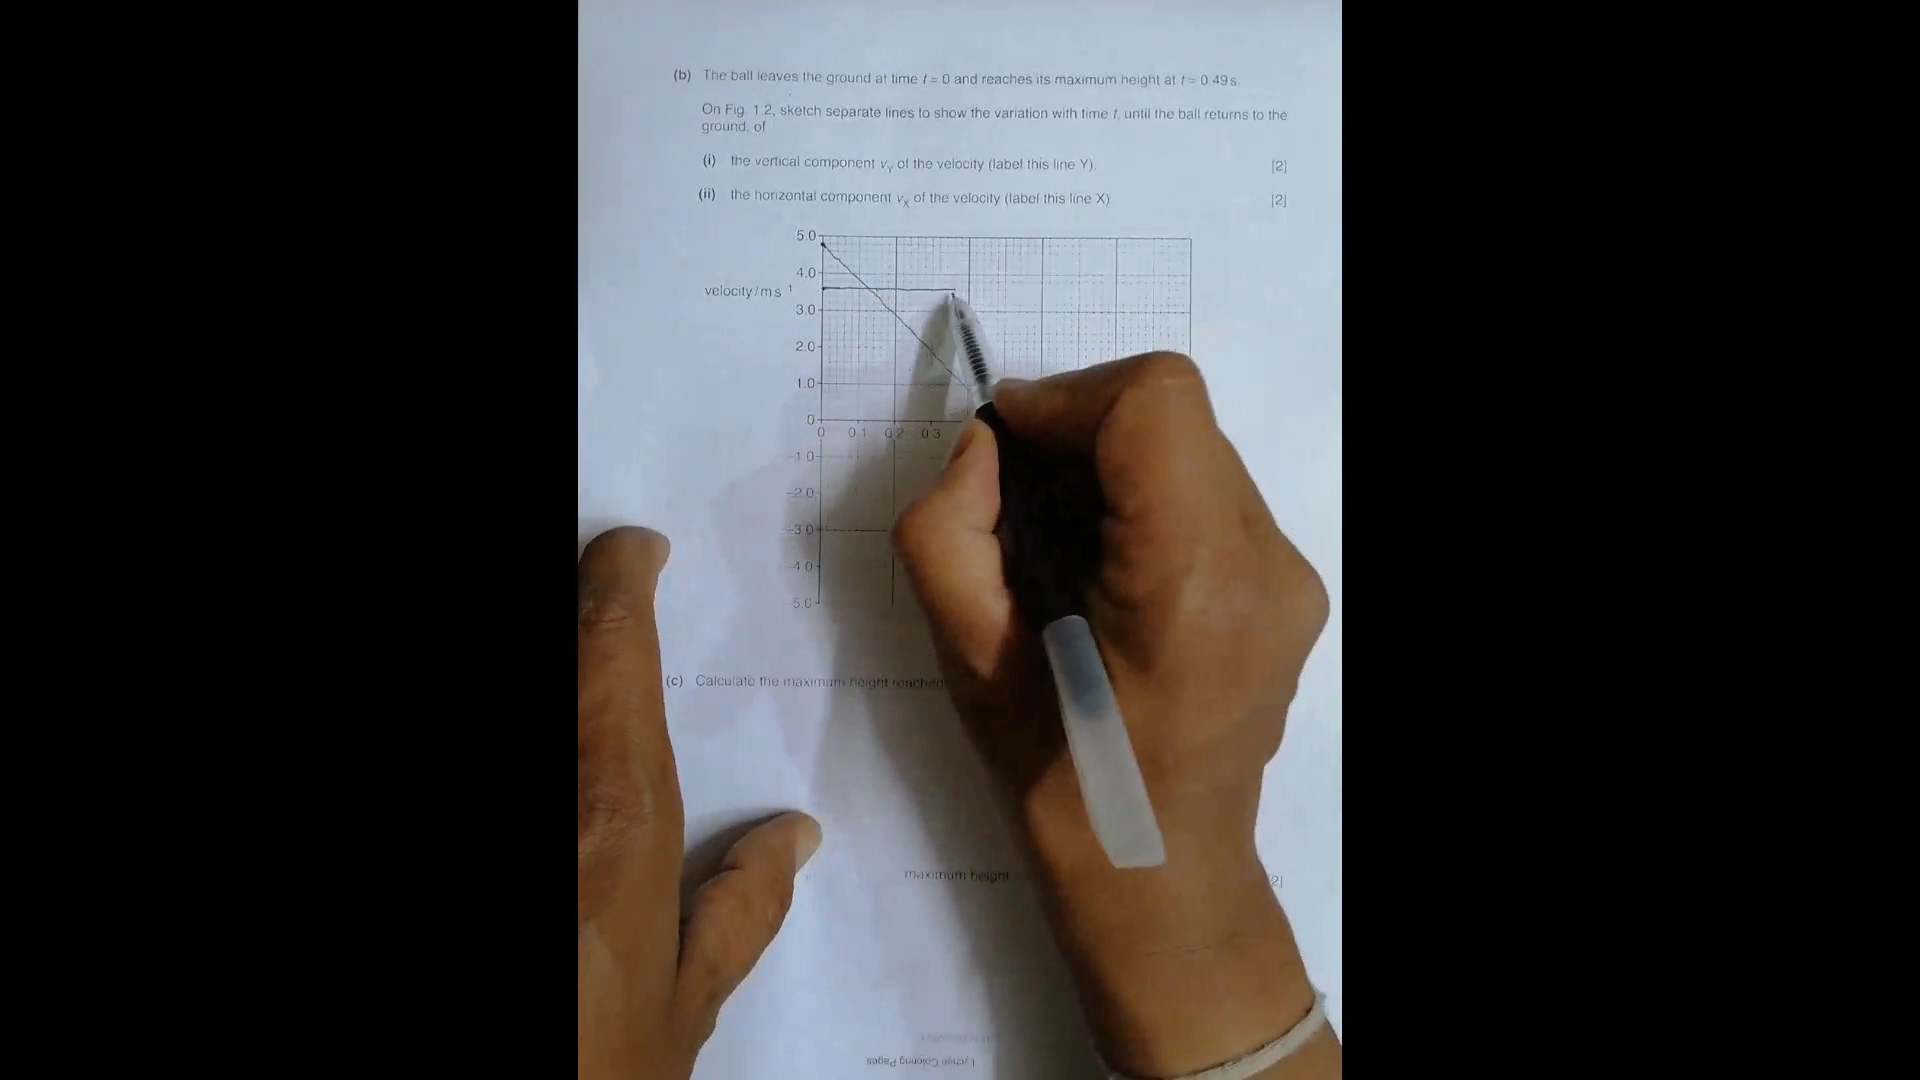 (b) The ball leaves the ground at time t = 0 and reaches its maximum height at t = 0.49 s.
On Fig. 1.2, sketch separate lines to show the variation with time t, until the ball returns to the
ground, of
(i) the vertical component vY of the velocity (label this line Y), [2]
(ii) the horizontal component vX of the velocity (label this line X) [2]
5.0
4.0
velocity / m s-1
3.0
2.0
1.0
0
0 0.1 0.2 0.3
-1.0
-2.0
-3.0
-4.0
-5.0
(c) Calculate the maximum height reached
maximum height 2]
Lychee Coloring Pages